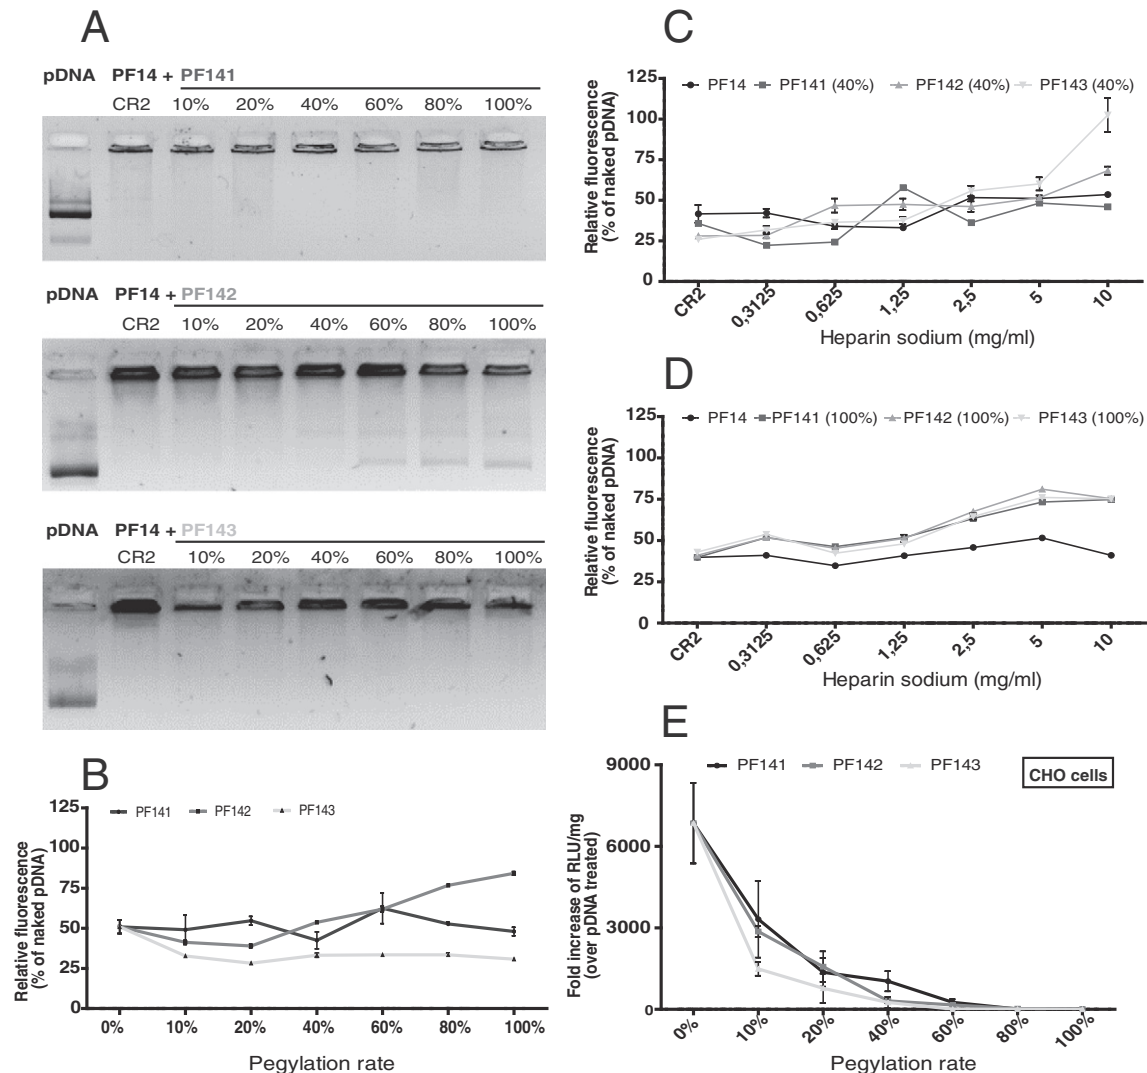 A
pDNA PF14 + PF141
CR2 10% 20% 40% 60% 80% 100%
pDNA PF14 + PF142
CR2 10% 20% 40% 60% 80% 100%
pDNA PF14 + PF143
CR2 10% 20% 40% 60% 80% 100%
B
PF141 PF142 PF143
Relative fluorescence
(% of naked pDNA)
125
100
75
50
25
0
0% 10% 20% 40% 60% 80% 100%
Pegylation rate
C
PF14 PF141 (40%) PF142 (40%) PF143 (40%)
Relative fluorescence
(% of naked pDNA)
125
100
75
50
25
0
CR2 0,3125 0,625 1,25 2,5 5 10
Heparin sodium (mg/ml)
D
PF14 PF141 (100%) PF142 (100%) PF143 (100%)
Relative fluorescence
(% of naked pDNA)
125
100
75
50
25
0
CR2 0,3125 0,625 1,25 2,5 5 10
Heparin sodium (mg/ml)
E
PF141 PF142 PF143
CHO cells
Fold increase of RLU/mg
(over pDNA treated)
9000
6000
3000
0
0% 10% 20% 40% 60% 80% 100%
Pegylation rate